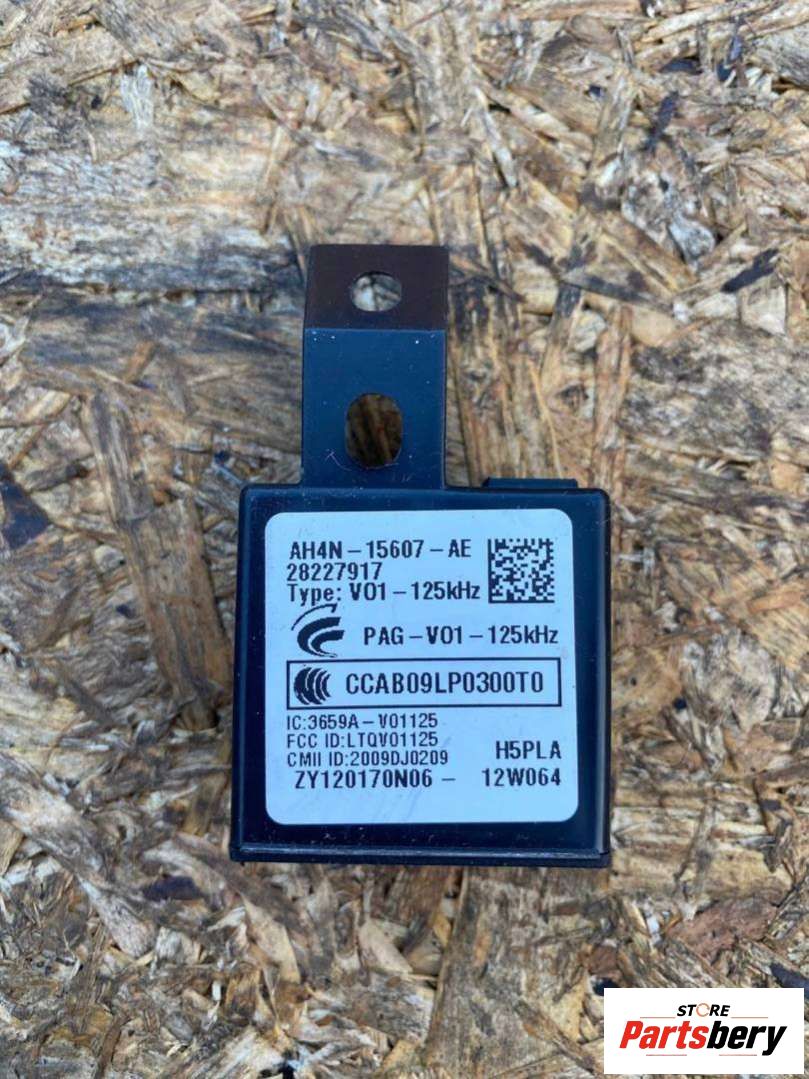 AH4N-15607-AE
28227917
Type: V01-125kHz
PAG-V01-125kHz
CCAB09LP0300T0
IC:3659A-V01125
FCC ID:LTQV01125
CMII ID:2009DJ0209
H5PLA
ZY120170N06- 12W064
STORE
Partsbery